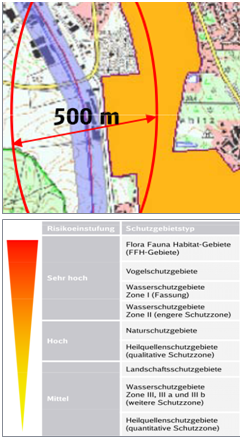 500 m
Risikoeinstufung Schutzgebietstyp
Flora Fauna Habitat-Gebiete
(FFH-Gebiete)
Vogelschutzgebiete
Sehr hoch
Wasserschutzgebiete
Zone I (Fassung)
Wasserschutzgebiete
Zone II (engere Schutzzone)
Hoch
Naturschutzgebiete
Heilquellenschutzgebiete
(qualitative Schutzzone)
Landschaftsschutzgebiete
Mittel
Wasserschutzgebiete
Zone III, III a und III b
(weitere Schutzzone)
Heilquellenschutzgebiete
(quantitative Schutzzone)